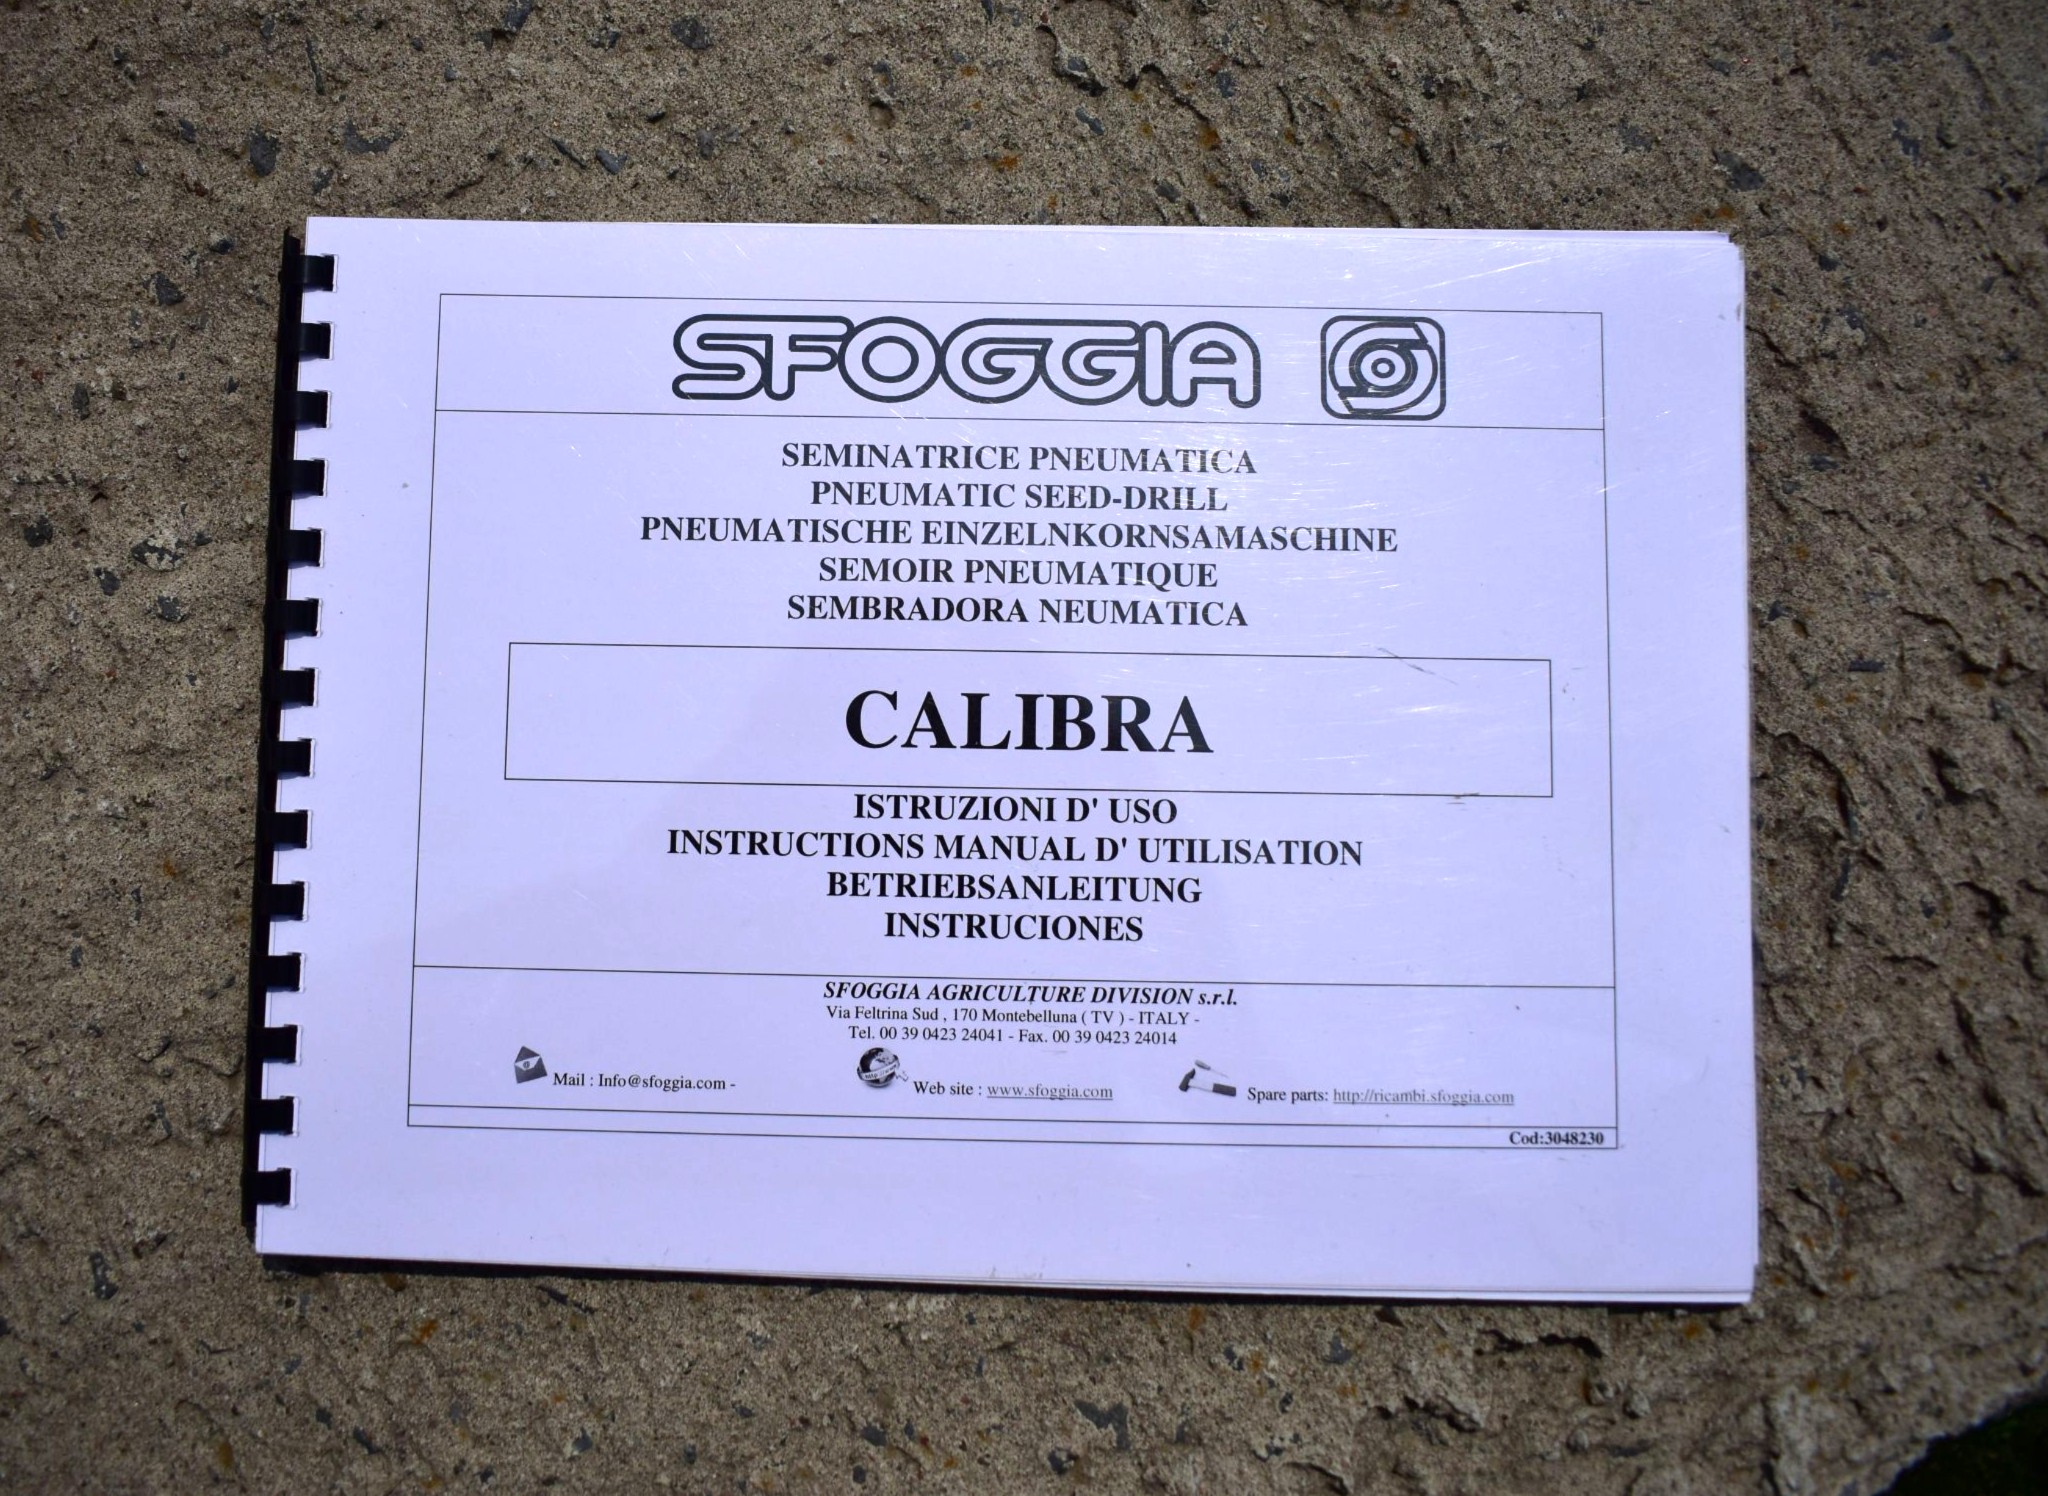 SFOGGIA
SEMINATRICE PNEUMATICA
PNEUMATIC SEED-DRILL
PNEUMATISCHE EINZELNKORNSAMASCHINE
SEMOIR PNEUMATIQUE
SEMBRADORA NEUMATICA
CALIBRA
ISTRUZIONI D' USO
INSTRUCTIONS MANUAL D' UTILISATION
BETRIEBSANLEITUNG
INSTRUCIONES
SFOGGIA AGRICULTURE DIVISION s.r.l.
Via Feltrina Sud , 170 Montebelluna ( TV ) - ITALY -
Tel. 00 39 0423 24041 - Fax. 00 39 0423 24014
Mail : Info@sfoggia.com -
Web site : www.sfoggia.com
Spare parts: http://ricambi.sfoggia.com
Cod:3048230